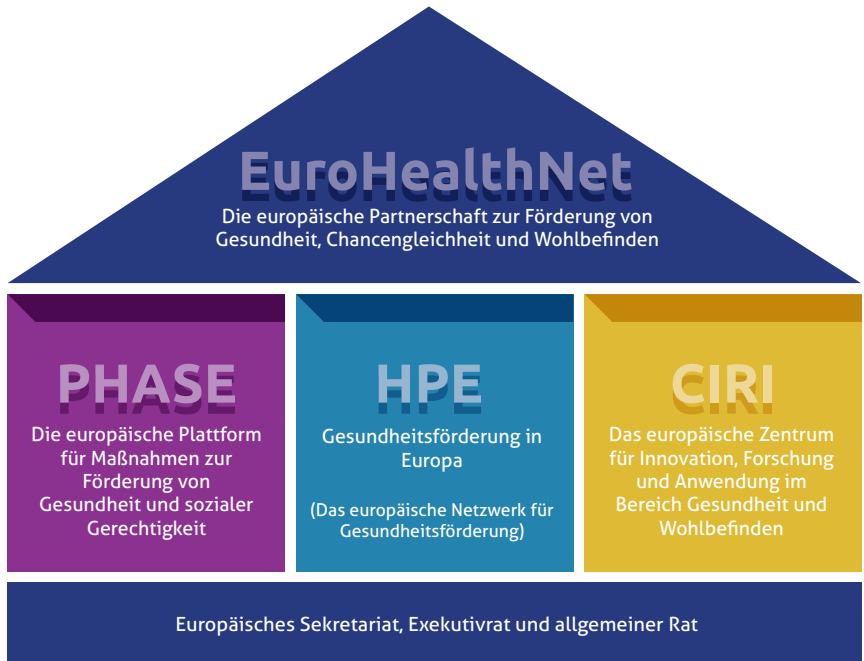 EuroHealthNet
Die europäische Partnerschaft zur Förderung von
Gesundheit, Chancengleichheit und Wohlbefinden
PHASE
Die europäische Plattform
für Maßnahmen zur
Förderung von
Gesundheit und sozialer
Gerechtigkeit
HPE
Gesundheitsförderung in
Europa
(Das europäische Netzwerk für
Gesundheitsförderung)
CIRI
Das europäische Zentrum
für Innovation, Forschung
und Anwendung im
Bereich Gesundheit und
Wohlbefinden
Europäisches Sekretariat, Exekutivrat und allgemeiner Rat